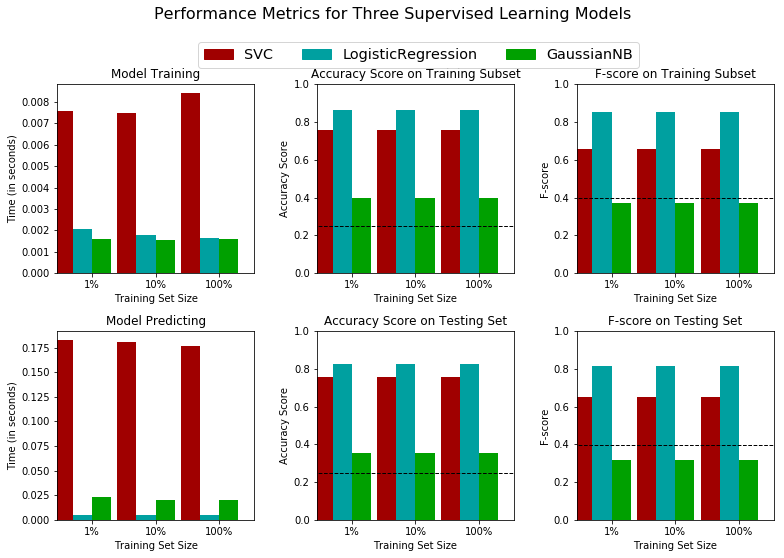 Performance Metrics for Three Supervised Learning Models
SVC LogisticRegression GaussianNB
Model Training
Time (in seconds)
0.008
0.007
0.006
0.005
0.004
0.003
0.002
0.001
0.000
1% 10% 100%
Training Set Size
Accuracy Score on Training Subset
Accuracy Score
1.0
0.8
0.6
0.4
0.2
0.0
1% 10% 100%
Training Set Size
F-score on Training Subset
F-score
1.0
0.8
0.6
0.4
0.2
0.0
1% 10% 100%
Training Set Size
Model Predicting
Time (in seconds)
0.175
0.150
0.125
0.100
0.075
0.050
0.025
0.000
1% 10% 100%
Training Set Size
Accuracy Score on Testing Set
Accuracy Score
1.0
0.8
0.6
0.4
0.2
0.0
1% 10% 100%
Training Set Size
F-score on Testing Set
F-score
1.0
0.8
0.6
0.4
0.2
0.0
1% 10% 100%
Training Set Size